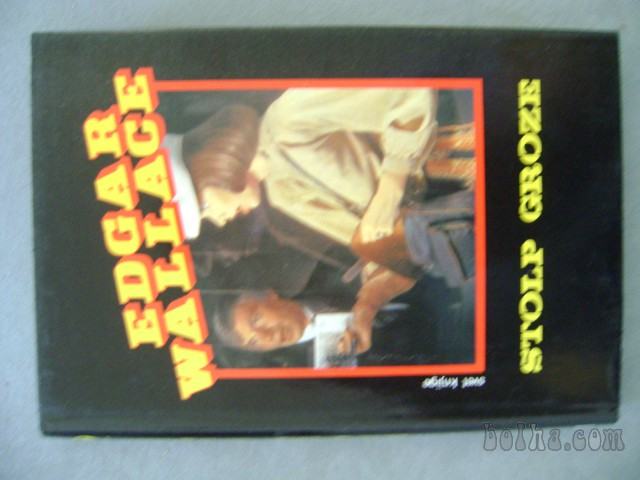 EDGAR
WALLACE
svet knjige
STOLP GROZE
bolha.com